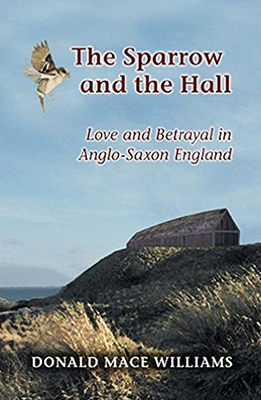 The Sparrow
and the Hall
Love and Betrayal in
Anglo-Saxon England
DONALD MACE WILLIAMS